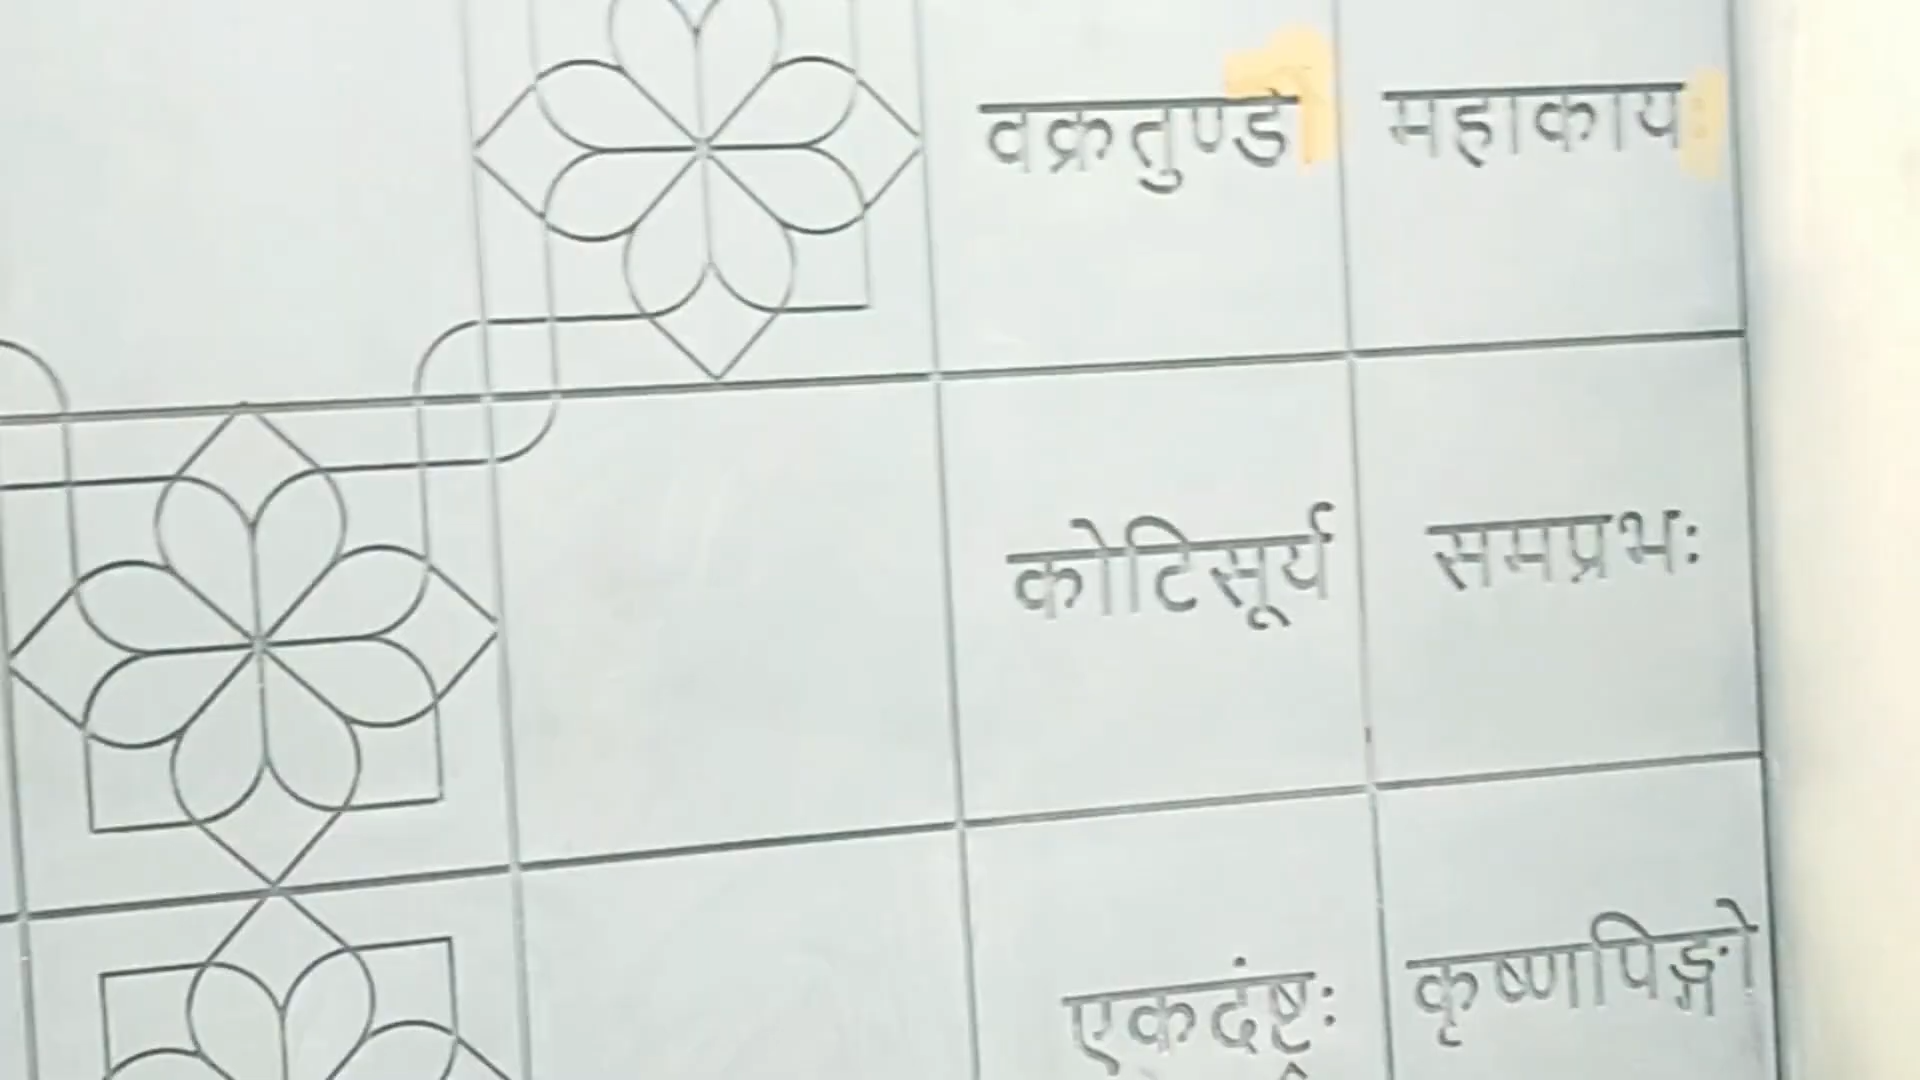 वक्रतुण्ड महाकाय
कोटिसूर्य समप्रभः
एकदंष्ट्रः कृष्णपिङ्गो